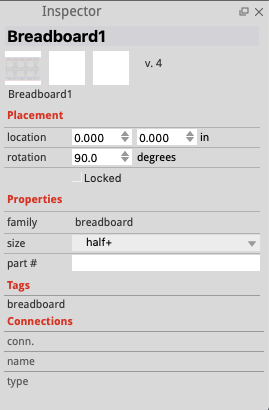 Inspector
Breadboard1
v. 4
Breadboard1
Placement
location 0.000 0.000 in
rotation 90.0 degrees
Locked
Properties
family breadboard
size half+
part #
Tags
breadboard
Connections
conn.
name
type